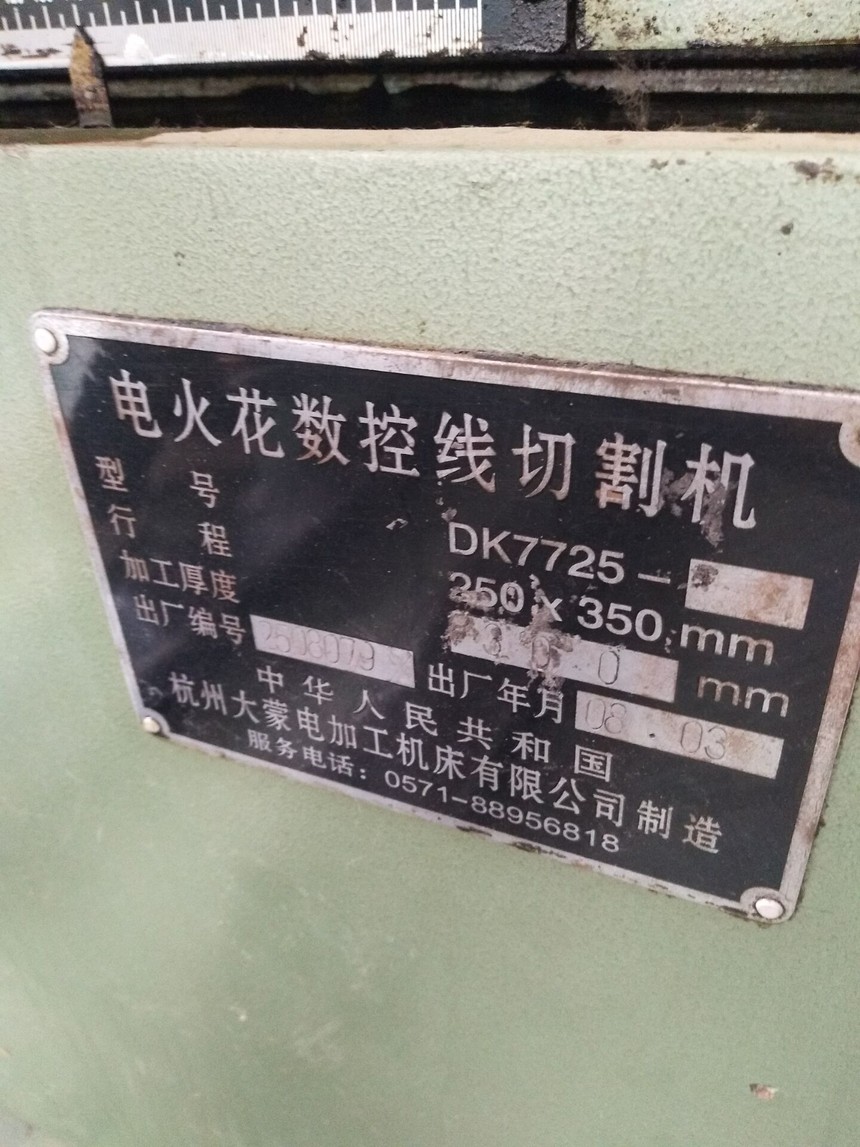 电火花数控线切割机
型 号 DK7725-
行 程 250 x 350 mm
加工厚度 300 mm
出厂编号 2508079 出厂年月 08 03
中华人民共和国
杭州大蒙电加工机床有限公司制造
服务电话：0571-88956818